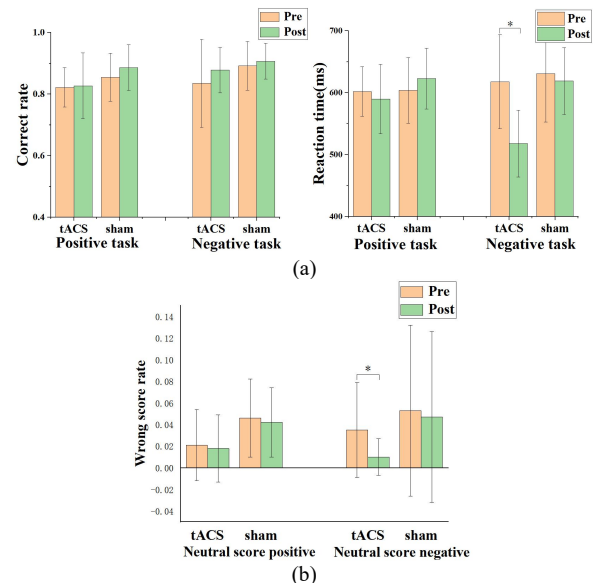 Pre
Post
Correct rate
1.0
0.8
0.6
0.4
tACS sham tACS sham
Positive task Negative task
Pre
Post
*
Reaction time(ms)
700
600
500
400
tACS sham tACS sham
Positive task Negative task
(a)
Pre
Post
*
Wrong score rate
0.14
0.12
0.10
0.08
0.06
0.04
0.02
0.00
−0.02
−0.04
tACS sham tACS sham
Neutral score positive Neutral score negative
(b)